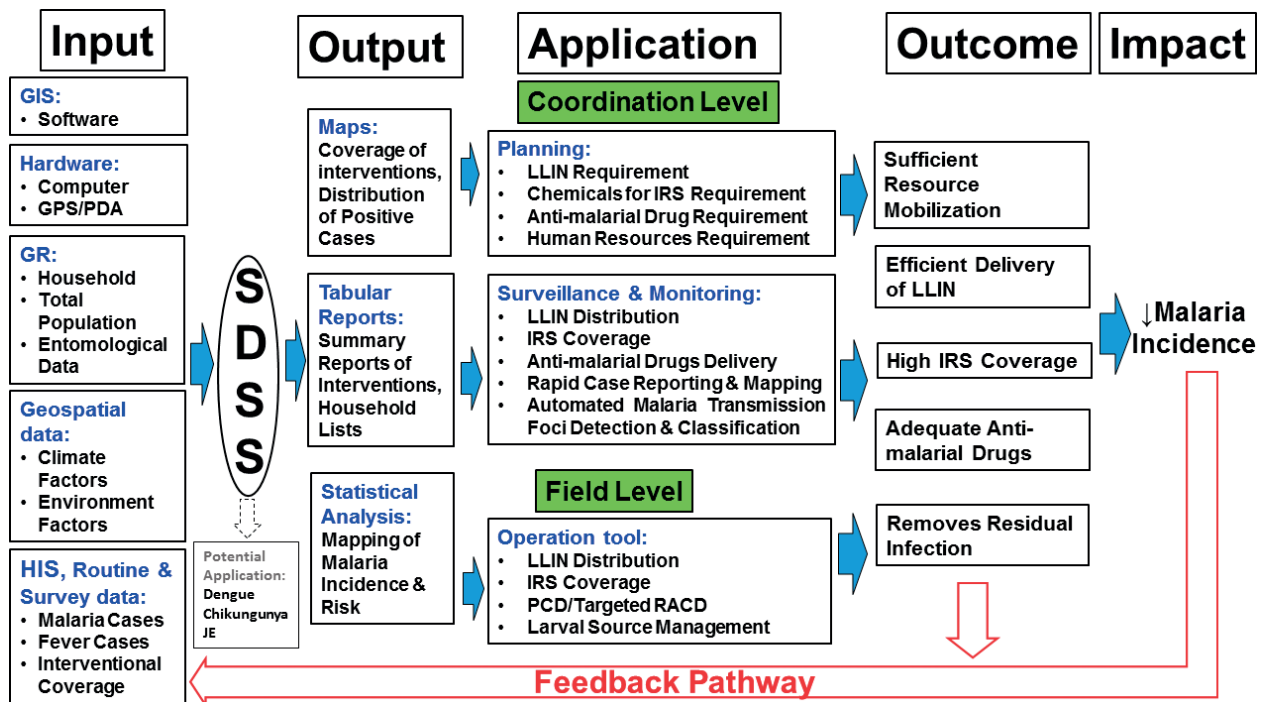 Input
GIS:
• Software
Hardware:
• Computer
• GPS/PDA
GR:
• Household
• Total
Population
• Entomological
Data
Geospatial
data:
• Climate
Factors
• Environment
Factors
HIS, Routine &
Survey data:
• Malaria Cases
• Fever Cases
• Interventional
Coverage
S
D
S
S
Potential
Application:
Dengue
Chikungunya
JE
Output
Maps:
Coverage of
interventions,
Distribution
of Positive
Cases
Tabular
Reports:
Summary
Reports of
Interventions,
Household
Lists
Statistical
Analysis:
Mapping of
Malaria
Incidence &
Risk
Application
Coordination Level
Planning:
• LLIN Requirement
• Chemicals for IRS Requirement
• Anti-malarial Drug Requirement
• Human Resources Requirement
Surveillance & Monitoring:
• LLIN Distribution
• IRS Coverage
• Anti-malarial Drugs Delivery
• Rapid Case Reporting & Mapping
• Automated Malaria Transmission
Foci Detection & Classification
Field Level
Operation tool:
• LLIN Distribution
• IRS Coverage
• PCD/Targeted RACD
• Larval Source Management
Outcome
Sufficient
Resource
Mobilization
Efficient Delivery
of LLIN
High IRS Coverage
Adequate Anti-
malarial Drugs
Removes Residual
Infection
Impact
↓Malaria
Incidence
Feedback Pathway